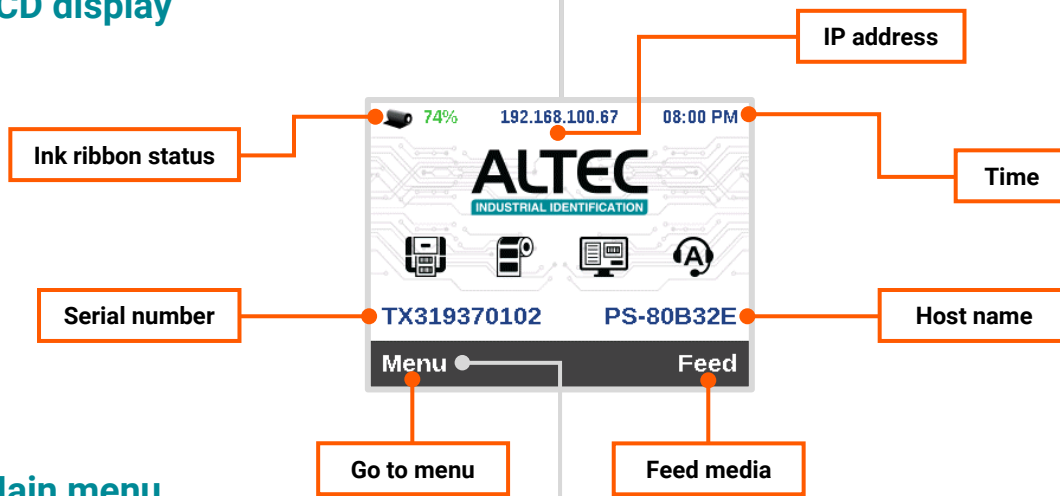 CD display
IP address
74% 192.168.100.67 08:00 PM
Ink ribbon status
ALTEC
INDUSTRIAL IDENTIFICATION
Time
A
Serial number
TX319370102 PS-80B32E
Host name
Menu Feed
Go to menu
Feed media
ain menu